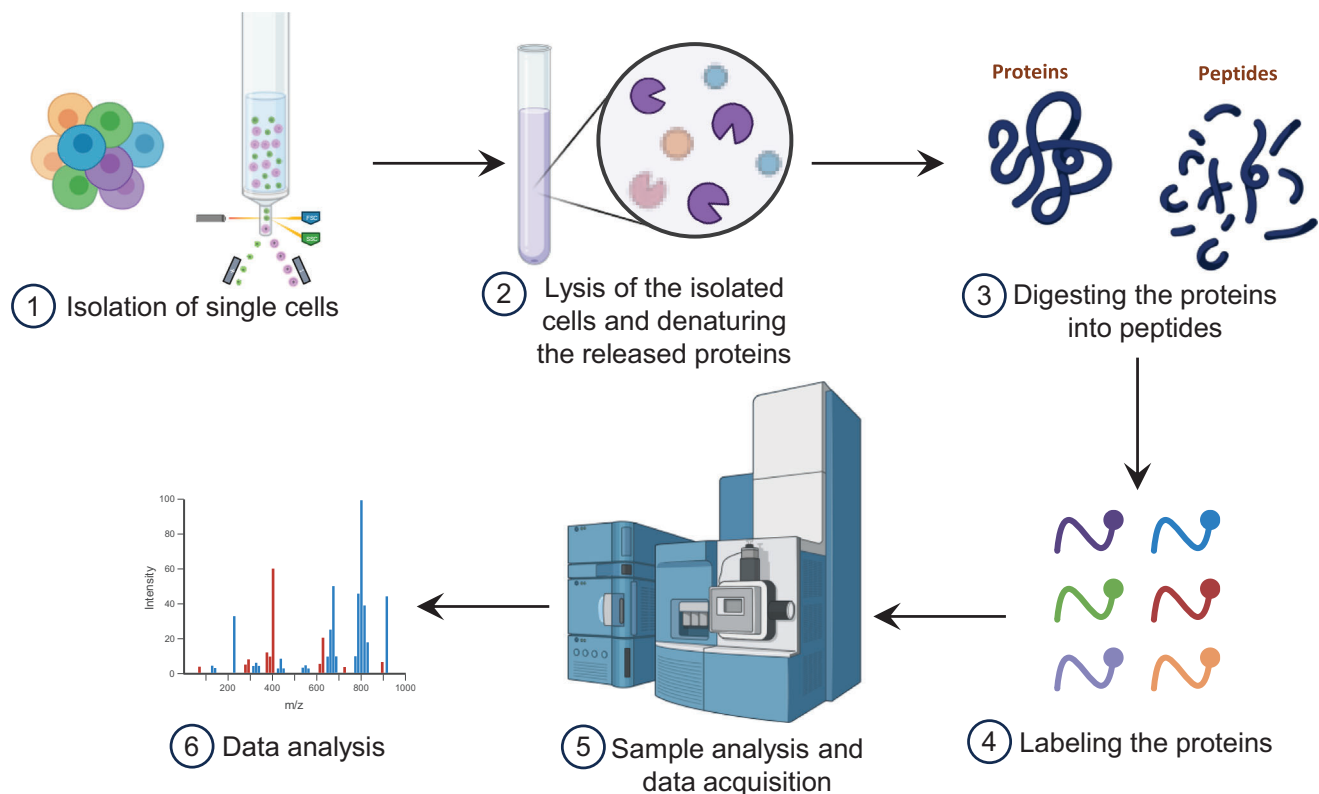 FSC
SSC
1 Isolation of single cells
2 Lysis of the isolated
cells and denaturing
the released proteins
Proteins
Peptides
3 Digesting the proteins
into peptides
4 Labeling the proteins
5 Sample analysis and
data acquisition
100
80
60
40
20
0
Intensity
200 400 600 800 1000
m/z
6 Data analysis